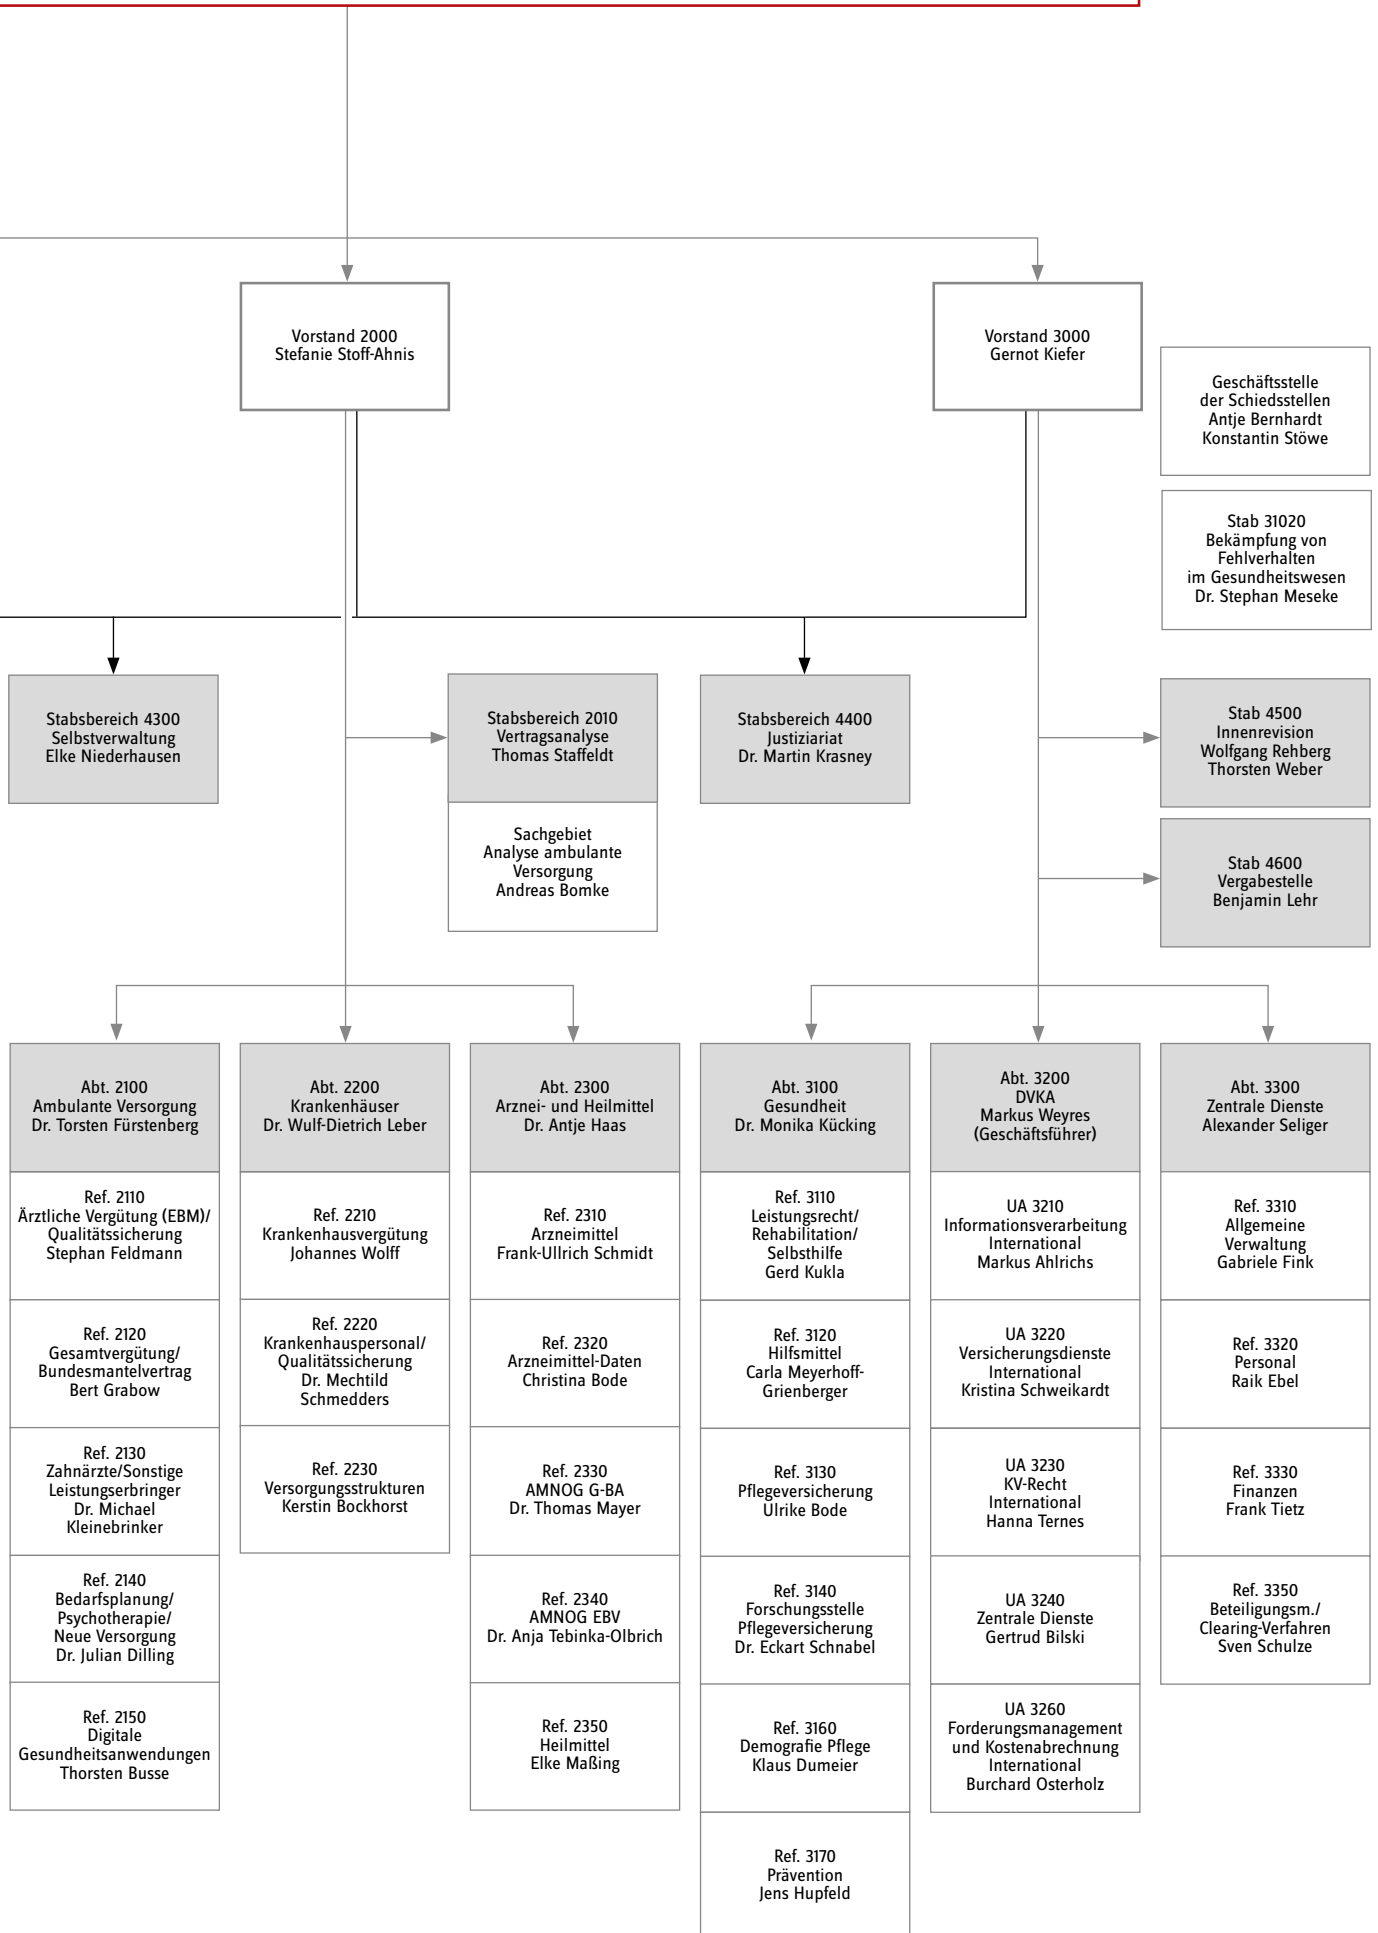 Vorstand 2000
Stefanie Stoff-Ahnis
Vorstand 3000
Gernot Kiefer
Geschäftsstelle
der Schiedsstellen
Antje Bernhardt
Konstantin Stöwe
Stab 31020
Bekämpfung von
Fehlverhalten
im Gesundheitswesen
Dr. Stephan Meseke
Stabsbereich 4300
Selbstverwaltung
Elke Niederhausen
Stabsbereich 2010
Vertragsanalyse
Thomas Staffeldt
Sachgebiet
Analyse ambulante
Versorgung
Andreas Bomke
Stabsbereich 4400
Justiziariat
Dr. Martin Krasney
Stab 4500
Innenrevision
Wolfgang Rehberg
Thorsten Weber
Stab 4600
Vergabestelle
Benjamin Lehr
Abt. 2100
Ambulante Versorgung
Dr. Torsten Fürstenberg
Ref. 2110
Ärztliche Vergütung (EBM)/
Qualitätssicherung
Stephan Feldmann
Ref. 2120
Gesamtvergütung/
Bundesmantelvertrag
Bert Grabow
Ref. 2130
Zahnärzte/Sonstige
Leistungserbringer
Dr. Michael
Kleinebrinker
Ref. 2140
Bedarfsplanung/
Psychotherapie/
Neue Versorgung
Dr. Julian Dilling
Ref. 2150
Digitale
Gesundheitsanwendungen
Thorsten Busse
Abt. 2200
Krankenhäuser
Dr. Wulf-Dietrich Leber
Ref. 2210
Krankenhausvergütung
Johannes Wolff
Ref. 2220
Krankenhauspersonal/
Qualitätssicherung
Dr. Mechtild
Schmedders
Ref. 2230
Versorgungsstrukturen
Kerstin Bockhorst
Abt. 2300
Arznei- und Heilmittel
Dr. Antje Haas
Ref. 2310
Arzneimittel
Frank-Ullrich Schmidt
Ref. 2320
Arzneimittel-Daten
Christina Bode
Ref. 2330
AMNOG G-BA
Dr. Thomas Mayer
Ref. 2340
AMNOG EBV
Dr. Anja Tebinka-Olbrich
Ref. 2350
Heilmittel
Elke Maßing
Abt. 3100
Gesundheit
Dr. Monika Kücking
Ref. 3110
Leistungsrecht/
Rehabilitation/
Selbsthilfe
Gerd Kukla
Ref. 3120
Hilfsmittel
Carla Meyerhoff-
Grienberger
Ref. 3130
Pflegeversicherung
Ulrike Bode
Ref. 3140
Forschungsstelle
Pflegeversicherung
Dr. Eckart Schnabel
Ref. 3160
Demografie Pflege
Klaus Dumeier
Ref. 3170
Prävention
Jens Hupfeld
Abt. 3200
DVKA
Markus Weyres
(Geschäftsführer)
UA 3210
Informationsverarbeitung
International
Markus Ahlrichs
UA 3220
Versicherungsdienste
International
Kristina Schweikardt
UA 3230
KV-Recht
International
Hanna Ternes
UA 3240
Zentrale Dienste
Gertrud Bilski
UA 3260
Forderungsmanagement
und Kostenabrechnung
International
Burchard Osterholz
Abt. 3300
Zentrale Dienste
Alexander Seliger
Ref. 3310
Allgemeine
Verwaltung
Gabriele Fink
Ref. 3320
Personal
Raik Ebel
Ref. 3330
Finanzen
Frank Tietz
Ref. 3350
Beteiligungsm./
Clearing-Verfahren
Sven Schulze